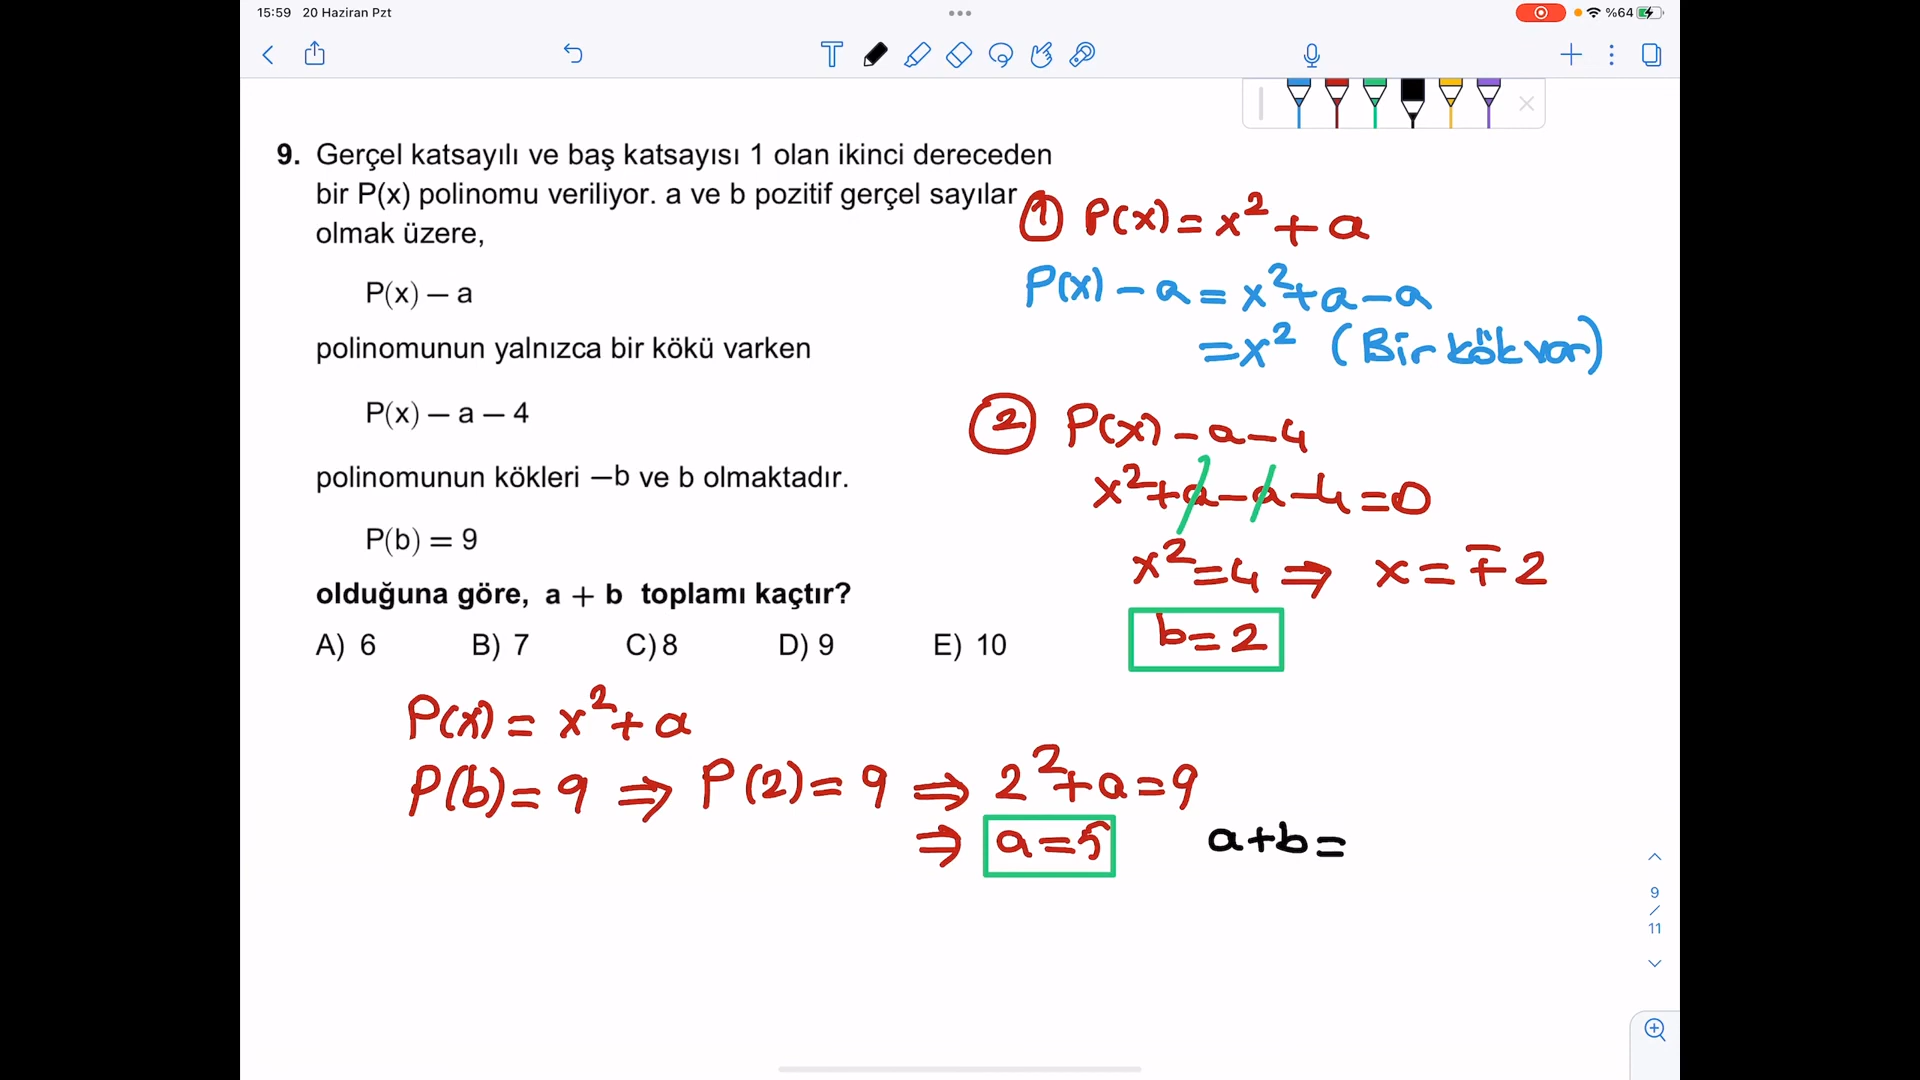 15:59 20 Haziran Pzt
%64
9. Gerçel katsayılı ve baş katsayısı 1 olan ikinci dereceden
bir P(x) polinomu veriliyor. a ve b pozitif gerçel sayılar
olmak üzere,
P(x) − a
polinomunun yalnızca bir kökü varken
P(x) − a − 4
polinomunun kökleri −b ve b olmaktadır.
P(b) = 9
olduğuna göre, a + b toplamı kaçtır?
A) 6 B) 7 C) 8 D) 9 E) 10
① P(x) = x² + a
P(x) − a = x² + a − a
= x² (Bir kök var)
② P(x) − a − 4
x² + a − a − 4 = 0
x² = 4 ⇒ x = ∓ 2
b = 2
P(x) = x² + a
P(b) = 9 ⇒ P(2) = 9 ⇒ 2² + a = 9
⇒ a = 5
a + b =
9
/
11